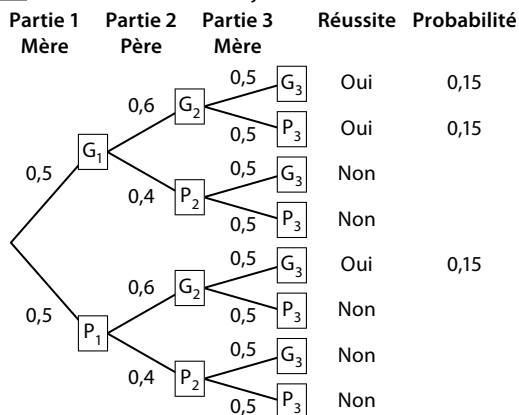 Partie 1 Partie 2 Partie 3 Réussite Probabilité
Mère Père Mère
0,5 G3 Oui 0,15
0,6 G2
0,5 P3 Oui 0,15
G1
0,5 0,5 G3 Non
0,4 P2
0,5 P3 Non
0,5 G3 Oui 0,15
0,6 G2
0,5 0,5 P3 Non
P1
0,5 G3 Non
0,4 P2
0,5 P3 Non